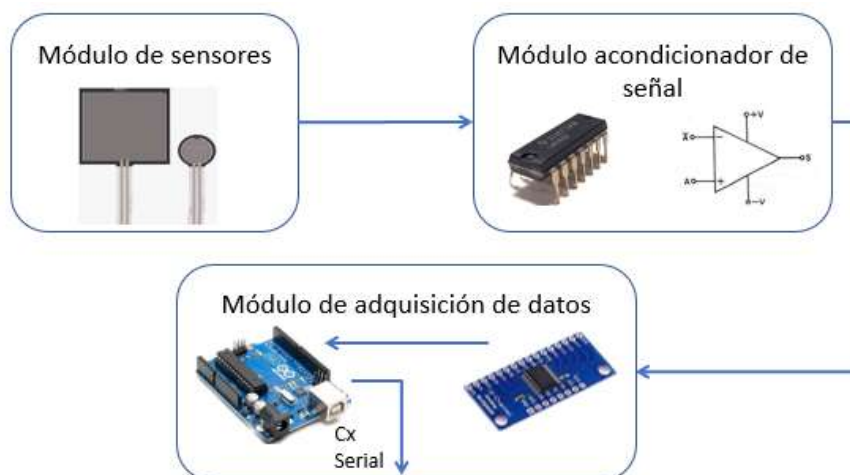 Módulo de sensores
Módulo acondicionador de
señal
+V
A
A
S
-V
Módulo de adquisición de datos
Cx
Serial